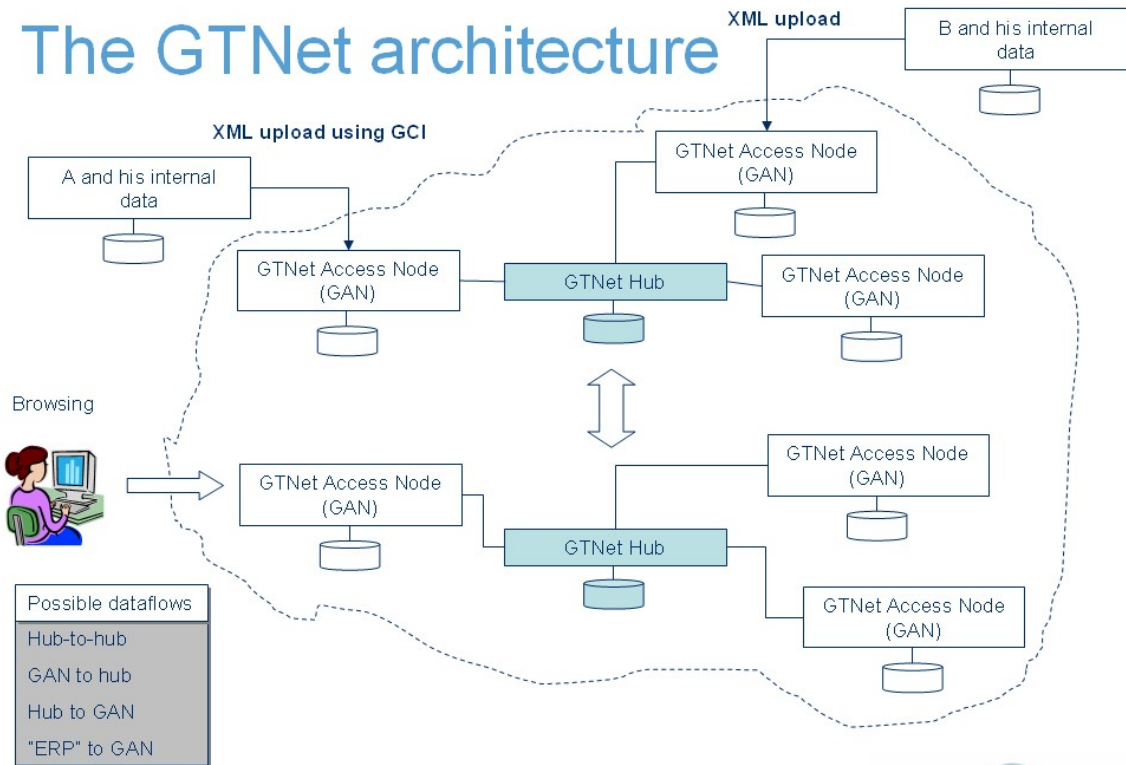 The GTNet architecture
XML upload
B and his internal
data
XML upload using GCI
GTNet Access Node
(GAN)
A and his internal
data
GTNet Access Node
(GAN)
GTNet Hub
GTNet Access Node
(GAN)
Browsing
GTNet Access Node
(GAN)
GTNet Access Node
(GAN)
GTNet Hub
GTNet Access Node
(GAN)
Possible dataflows
Hub-to-hub
GAN to hub
Hub to GAN
"ERP" to GAN